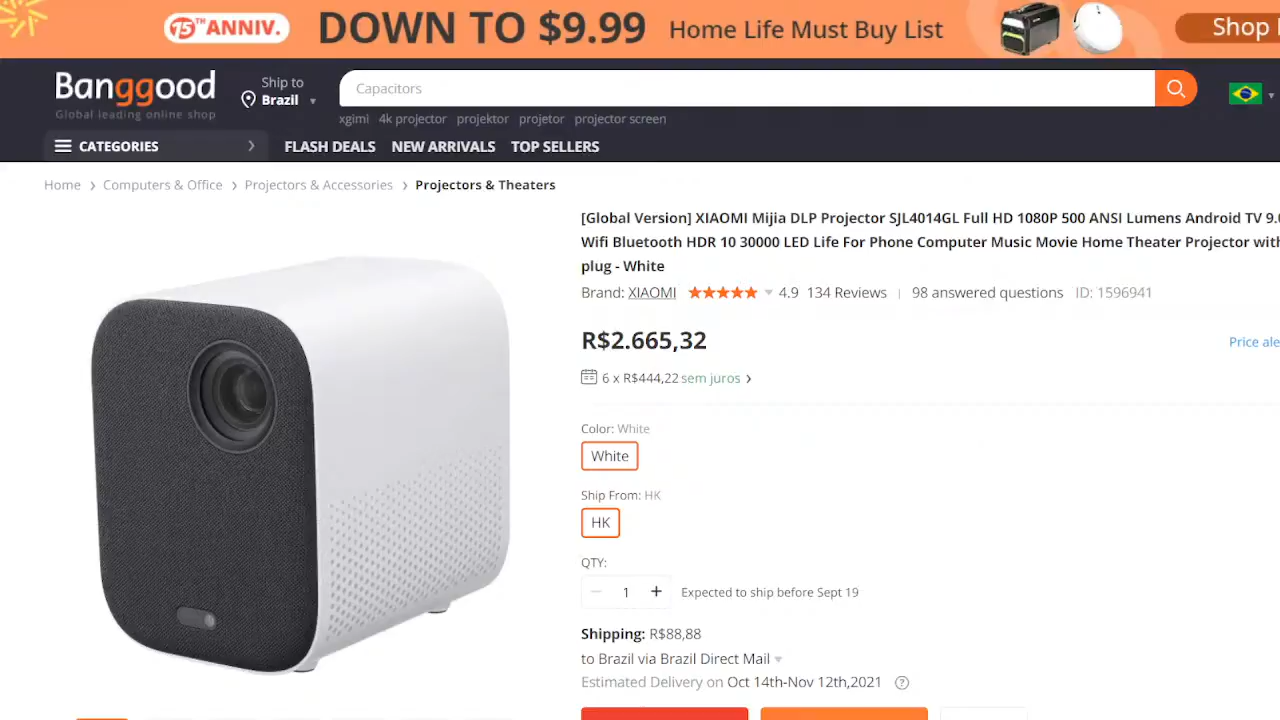 15TH ANNIV. DOWN TO $9.99 Home Life Must Buy List Shop
Banggood
Global leading online shop
Ship to
Brazil
Capacitors
xgimi 4k projector projektor projetor projector screen
CATEGORIES FLASH DEALS NEW ARRIVALS TOP SELLERS
Home > Computers & Office > Projectors & Accessories > Projectors & Theaters
[Global Version] XIAOMI Mijia DLP Projector SJL4014GL Full HD 1080P 500 ANSI Lumens Android TV 9.0
Wifi Bluetooth HDR 10 30000 LED Life For Phone Computer Music Movie Home Theater Projector with
plug - White
Brand: XIAOMI 4.9 134 Reviews | 98 answered questions ID: 1596941
R$2.665,32
Price ale
6 x R$444,22 sem juros >
Color: White
White
Ship From: HK
HK
QTY:
− 1 + Expected to ship before Sept 19
Shipping: R$88,88
to Brazil via Brazil Direct Mail
Estimated Delivery on Oct 14th-Nov 12th,2021 ?